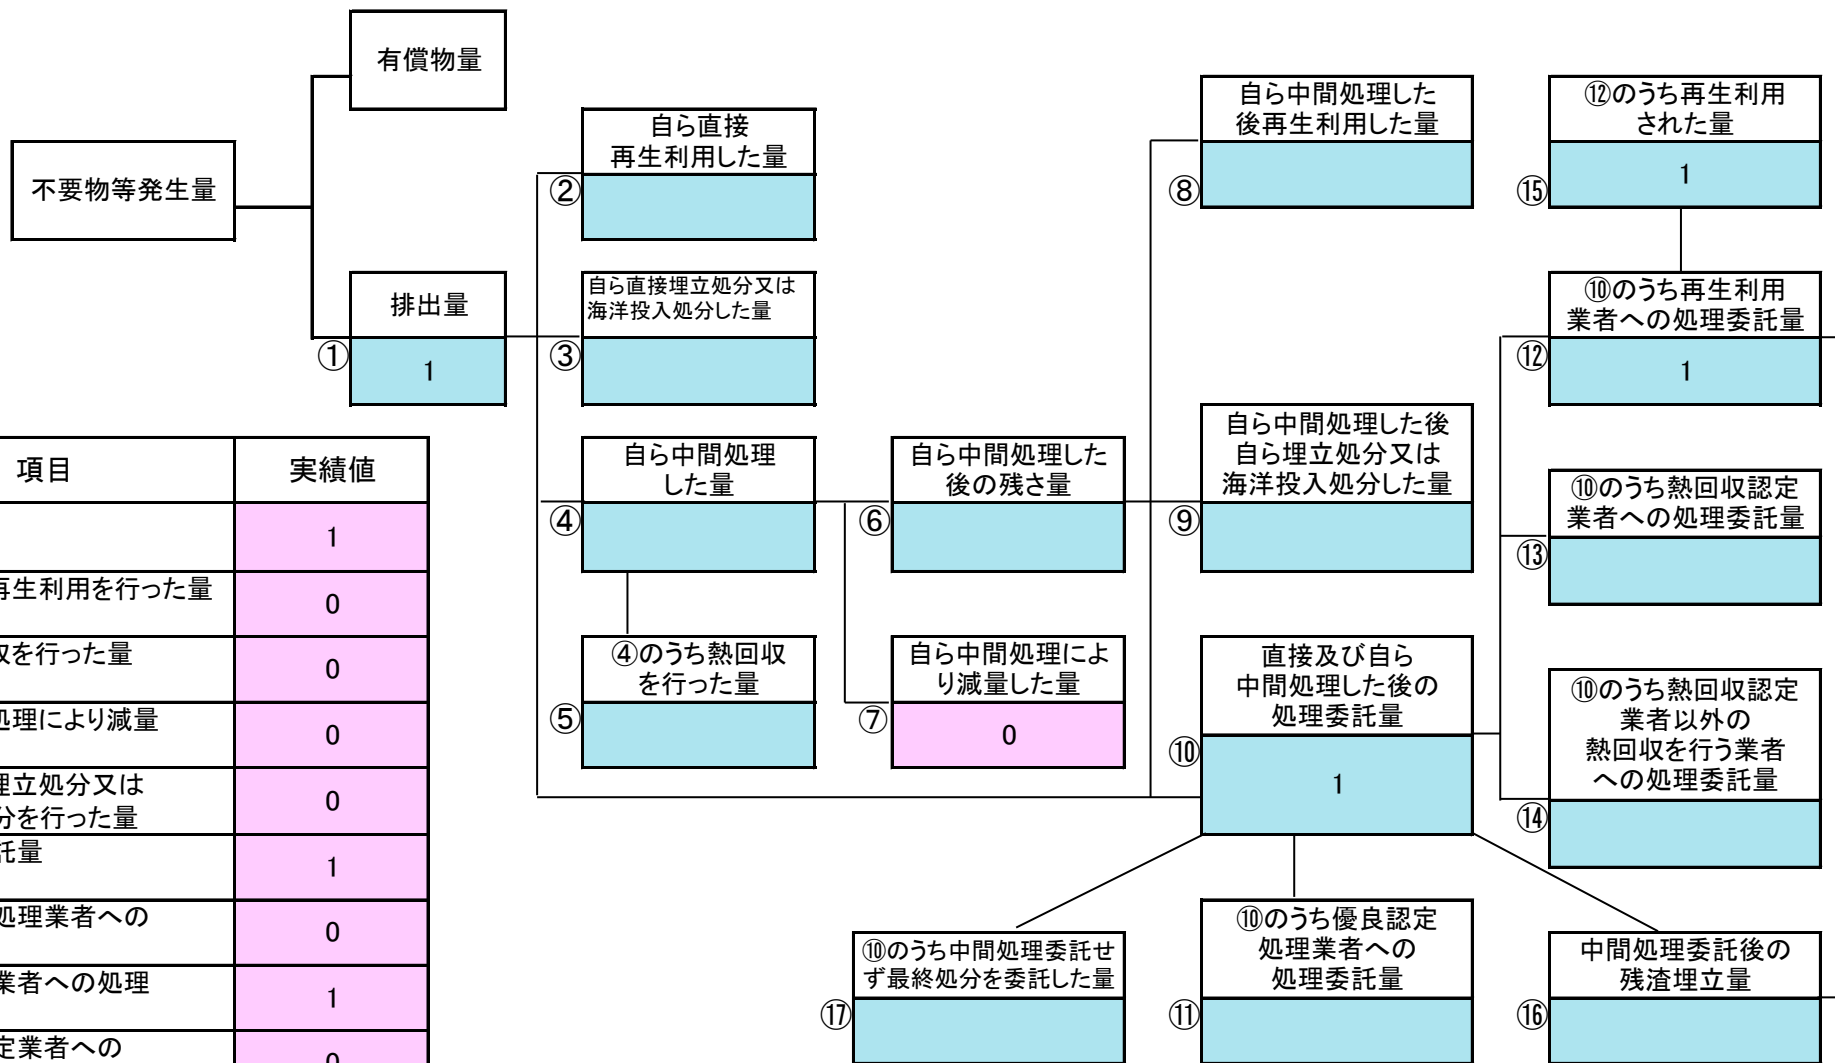 有償物量
不要物等発生量
排出量
①
1
自ら直接
再生利用した量
②
自ら直接埋立処分又は
海洋投入処分した量
③
自ら中間処理
した量
④
④のうち熱回収
を行った量
⑤
自ら中間処理した
後の残さ量
⑥
自ら中間処理によ
り減量した量
⑦
0
自ら中間処理した
後再生利用した量
⑧
自ら中間処理した後
自ら埋立処分又は
海洋投入処分した量
⑨
直接及び自ら
中間処理した後の
処理委託量
⑩
1
⑫のうち再生利用
された量
⑮
1
⑩のうち再生利用
業者への処理委託量
⑫
1
⑩のうち熱回収認定
業者への処理委託量
⑬
⑩のうち熱回収認定
業者以外の
熱回収を行う業者
への処理委託量
⑭
⑩のうち中間処理委託せ
ず最終処分を委託した量
⑰
⑩のうち優良認定
処理業者への
処理委託量
⑪
中間処理委託後の
残渣埋立量
⑯
項目 実績値
1
再生利用を行った量 0
を行った量 0
処理により減量 0
埋立処分又は
を行った量 0
託量 1
処理業者への 0
業者への処理 1
定業者への 0